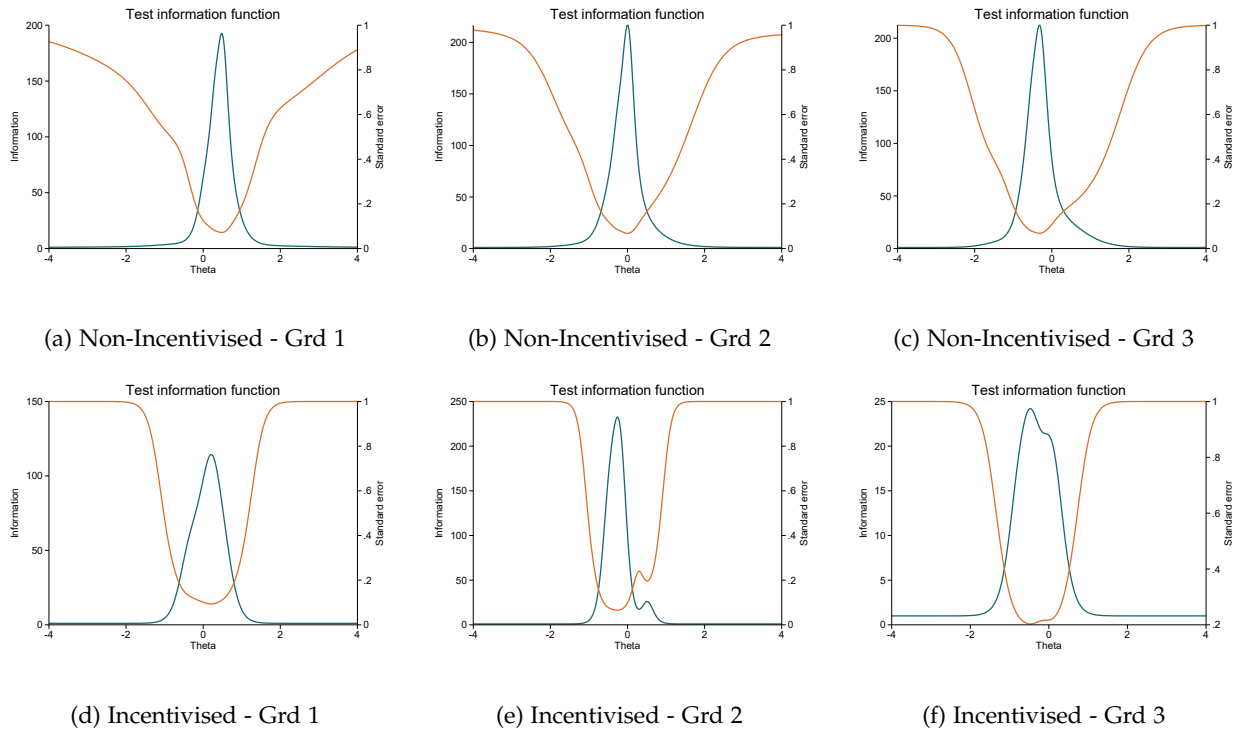 Test information function
200
150
100
50
0
Information
1
.8
.6
.4
.2
0
Standard error
-4 -2 0 2 4
Theta
(a) Non-Incentivised - Grd 1
Test information function
200
150
100
50
0
Information
1
.8
.6
.4
.2
0
Standard error
-4 -2 0 2 4
Theta
(b) Non-Incentivised - Grd 2
Test information function
200
150
100
50
0
Information
1
.8
.6
.4
.2
0
Standard error
-4 -2 0 2 4
Theta
(c) Non-Incentivised - Grd 3
Test information function
150
100
50
0
Information
1
.8
.6
.4
.2
0
Standard error
-4 -2 0 2 4
Theta
(d) Incentivised - Grd 1
Test information function
250
200
150
100
50
0
Information
1
.8
.6
.4
.2
0
Standard error
-4 -2 0 2 4
Theta
(e) Incentivised - Grd 2
Test information function
25
20
15
10
5
0
Information
1
.8
.6
.4
.2
Standard error
-4 -2 0 2 4
Theta
(f) Incentivised - Grd 3